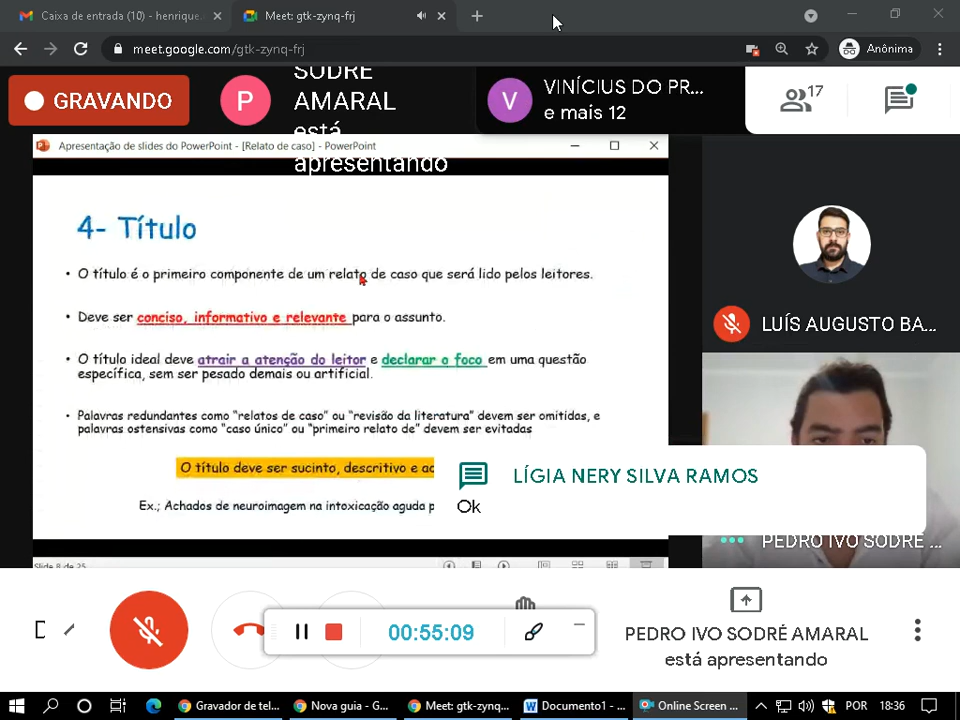 Caixa de entrada (10) - henrique.
Meet: gtk-zynq-frj
meet.google.com/gtk-zynq-frj
Anônima
GRAVANDO
P
SODRÉ
AMARAL
está
apresentando
V
VINÍCIUS DO PR...
e mais 12
17
Apresentação de slides do PowerPoint - [Relato de caso] - PowerPoint
4- Título
• O título é o primeiro componente de um relato de caso que será lido pelos leitores.
• Deve ser conciso, informativo e relevante para o assunto.
• O título ideal deve atrair a atenção do leitor e declarar o foco em uma questão
específica, sem ser pesado demais ou artificial.
• Palavras redundantes como "relatos de caso" ou "revisão da literatura" devem ser omitidas, e
palavras ostensivas como "caso único" ou "primeiro relato de" devem ser evitadas
O título deve ser sucinto, descritivo e
Ex.; Achados de neuroimagem na intoxicação aguda
Slide 8 de 25
LUÍS AUGUSTO BA...
LÍGIA NERY SILVA RAMOS
Ok
PEDRO IVO SODRÉ ...
00:55:09
PEDRO IVO SODRÉ AMARAL
está apresentando
Gravador de tel...
Nova guia - G...
Meet: gtk-zynq...
Documento1 - ...
Online Screen ...
POR
18:36